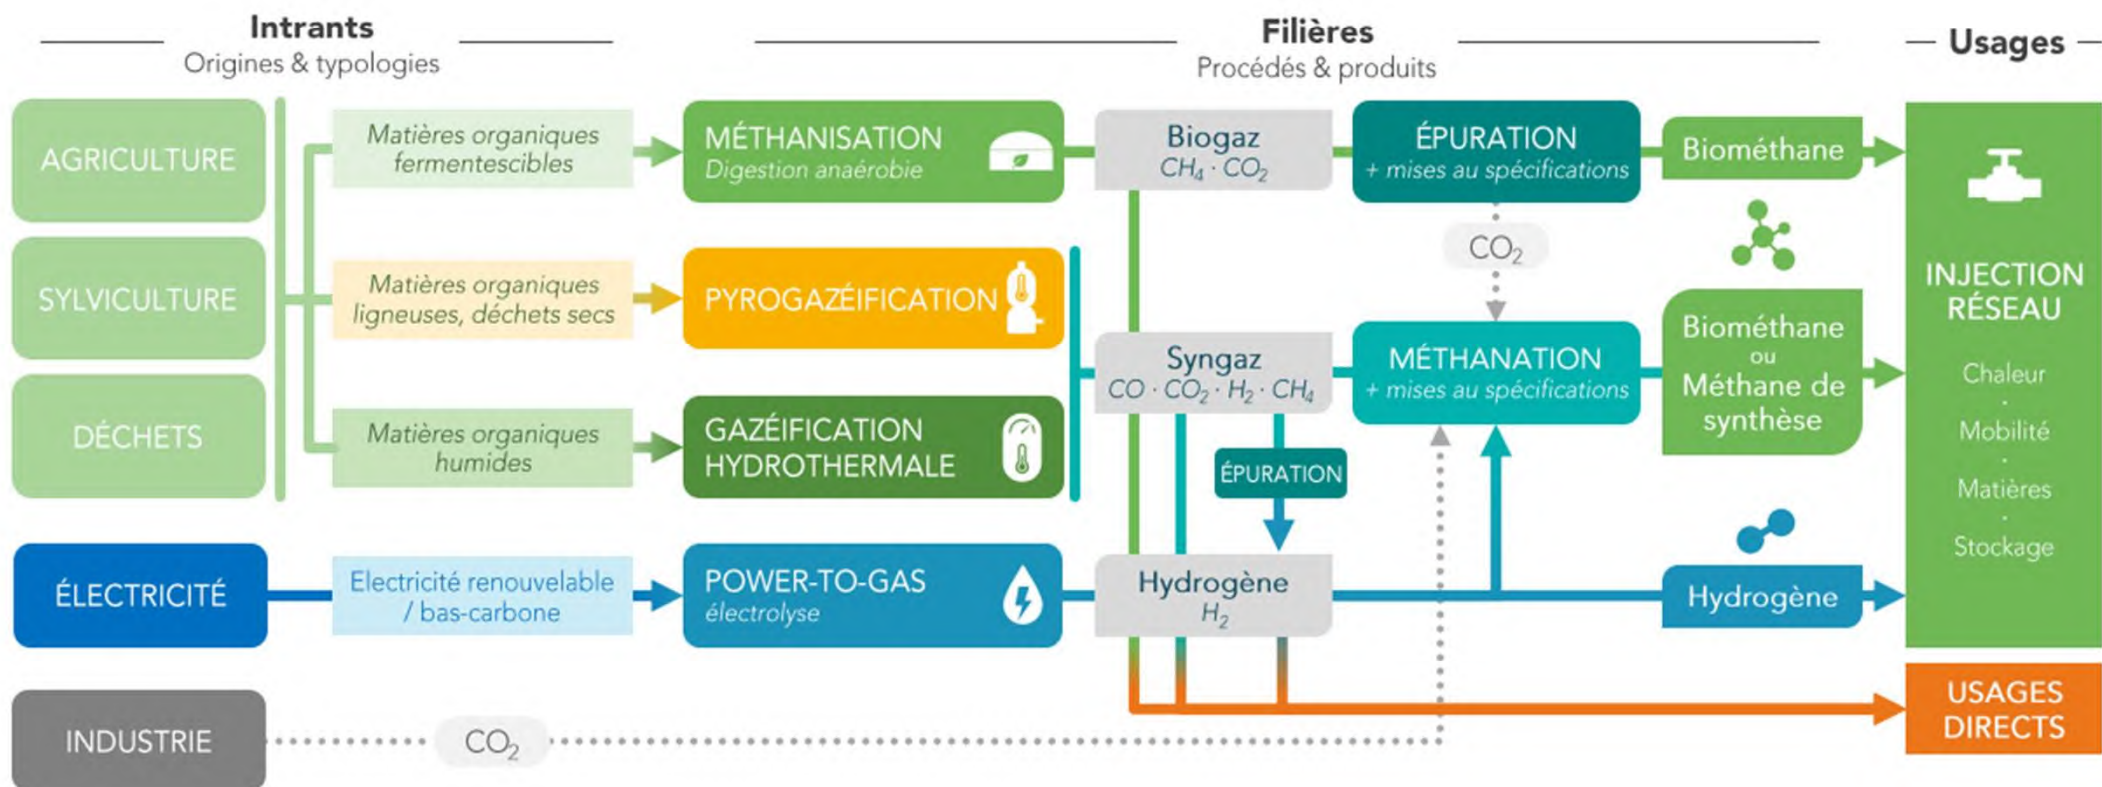 Intrants
Origines & typologies
Filières
Procédés & produits
Usages
AGRICULTURE
SYLVICULTURE
DÉCHETS
ÉLECTRICITÉ
INDUSTRIE
Matières organiques
fermentescibles
Matières organiques
ligneuses, déchets secs
Matières organiques
humides
Electricité renouvelable
/ bas-carbone
CO₂
MÉTHANISATION
Digestion anaérobie
PYROGAZÉIFICATION
GAZÉIFICATION
HYDROTHERMALE
POWER-TO-GAS
électrolyse
Biogaz
CH₄ · CO₂
Syngaz
CO · CO₂ · H₂ · CH₄
ÉPURATION
Hydrogène
H₂
ÉPURATION
+ mises au spécifications
CO₂
MÉTHANATION
+ mises au spécifications
Biométhane
Biométhane
ou
Méthane de
synthèse
Hydrogène
INJECTION
RÉSEAU
Chaleur
·
Mobilité
·
Matières
·
Stockage
USAGES
DIRECTS